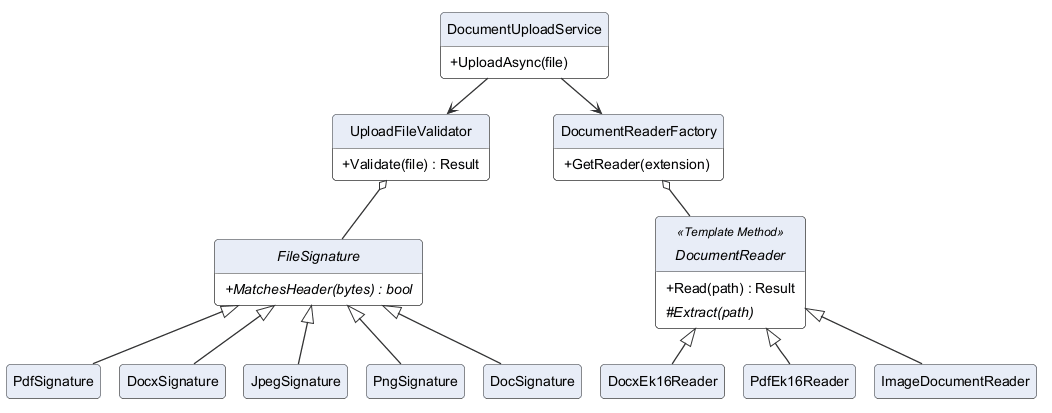 DocumentUploadService
+UploadAsync(file)
UploadFileValidator
+Validate(file) : Result
DocumentReaderFactory
+GetReader(extension)
FileSignature
+MatchesHeader(bytes) : bool
«Template Method»
DocumentReader
+Read(path) : Result
#Extract(path)
PdfSignature
DocxSignature
JpegSignature
PngSignature
DocSignature
DocxEk16Reader
PdfEk16Reader
ImageDocumentReader